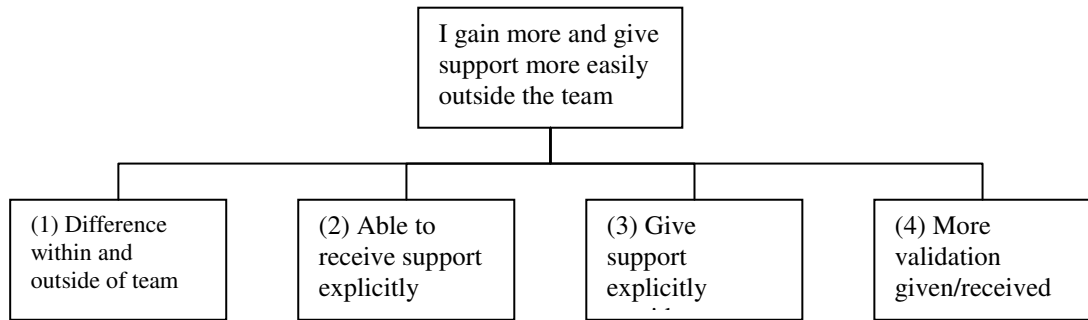 I gain more and give
support more easily
outside the team
(1) Difference
within and
outside of team
(2) Able to
receive support
explicitly
(3) Give
support
explicitly
(4) More
validation
given/received